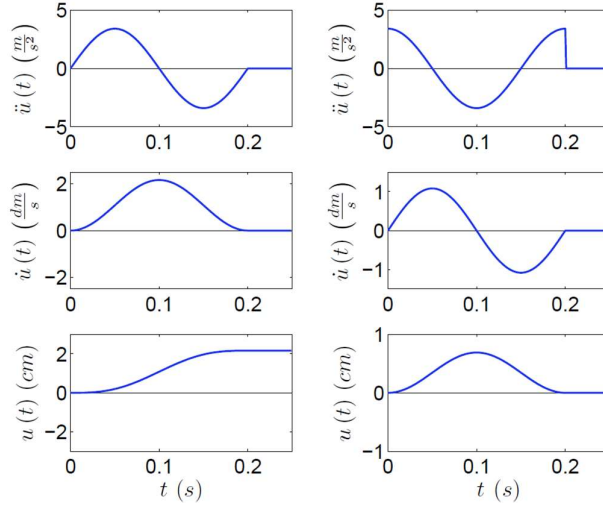 5
0
−5
0 0.1 0.2
ü (t) (m/s²)
5
0
−5
0 0.1 0.2
ü (t) (m/s²)
2
0
−2
0 0.1 0.2
u̇ (t) (dm/s)
1
0
−1
0 0.1 0.2
u̇ (t) (dm/s)
2
0
−2
0 0.1 0.2
u (t) (cm)
t (s)
1
0
−1
0 0.1 0.2
u (t) (cm)
t (s)